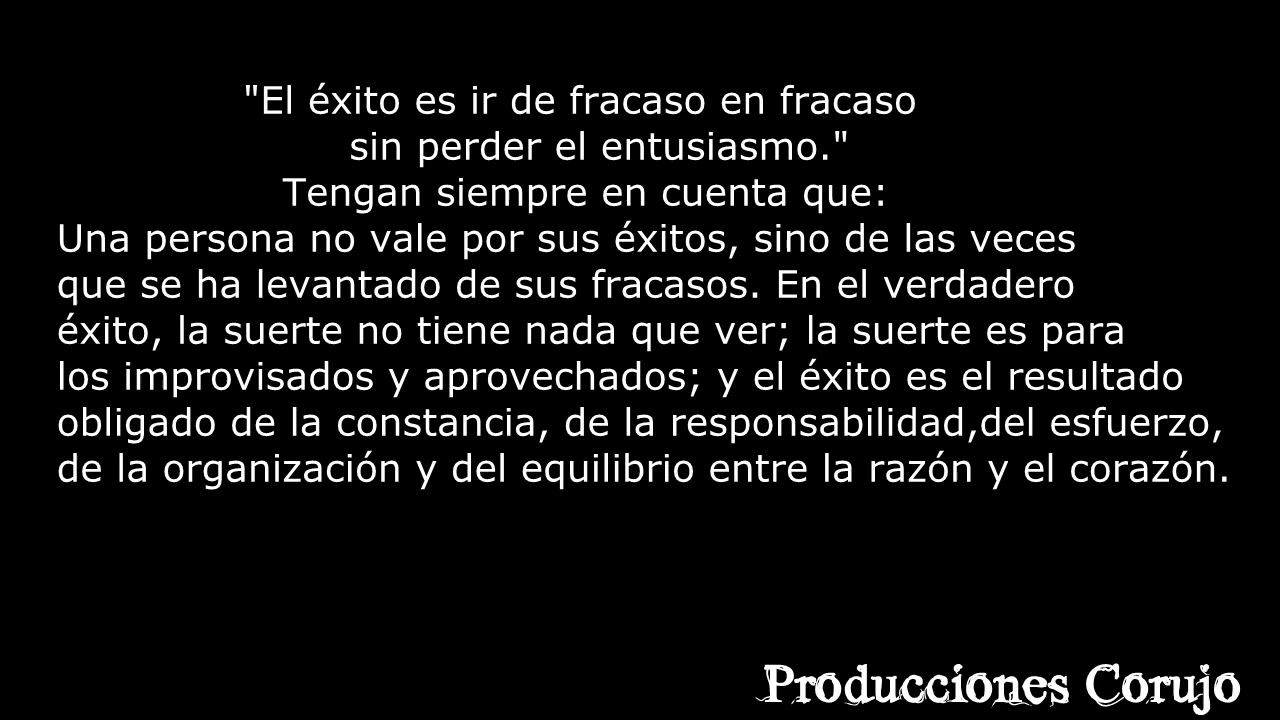 "El éxito es ir de fracaso en fracaso
sin perder el entusiasmo."
Tengan siempre en cuenta que:
Una persona no vale por sus éxitos, sino de las veces
que se ha levantado de sus fracasos. En el verdadero
éxito, la suerte no tiene nada que ver; la suerte es para
los improvisados y aprovechados; y el éxito es el resultado
obligado de la constancia, de la responsabilidad,del esfuerzo,
de la organización y del equilibrio entre la razón y el corazón.
Producciones Corujo